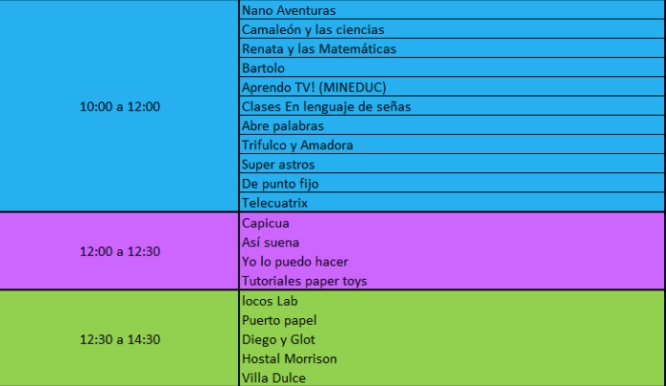 10:00 a 12:00
Nano Aventuras
Camaleón y las ciencias
Renata y las Matemáticas
Bartolo
Aprendo TV! (MINEDUC)
Clases En lenguaje de señas
Abre palabras
Trifulco y Amadora
Super astros
De punto fijo
Telecuatrix
12:00 a 12:30
Capicua
Así suena
Yo lo puedo hacer
Tutoriales paper toys
12:30 a 14:30
locos Lab
Puerto papel
Diego y Glot
Hostal Morrison
Villa Dulce